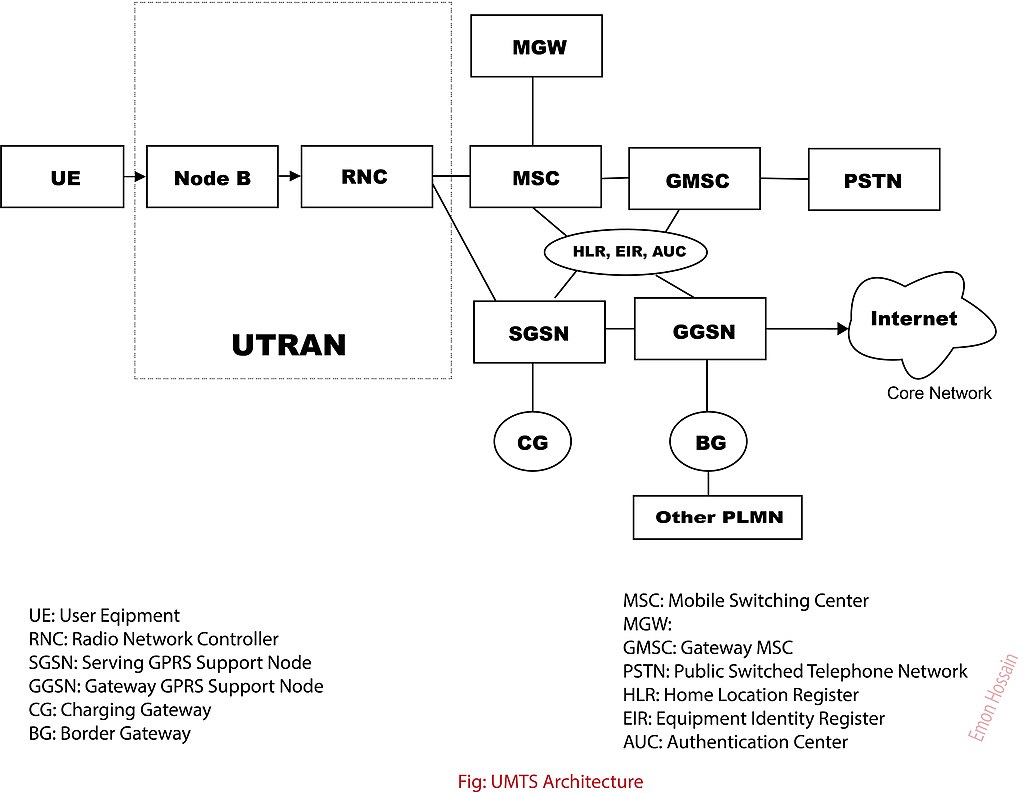 MGW
UE
Node B
RNC
MSC
GMSC
PSTN
HLR, EIR, AUC
UTRAN
SGSN
GGSN
Internet
Core Network
CG
BG
Other PLMN
UE: User Eqipment
RNC: Radio Network Controller
SGSN: Serving GPRS Support Node
GGSN: Gateway GPRS Support Node
CG: Charging Gateway
BG: Border Gateway
MSC: Mobile Switching Center
MGW:
GMSC: Gateway MSC
PSTN: Public Switched Telephone Network
HLR: Home Location Register
EIR: Equipment Identity Register
AUC: Authentication Center
Emon Hossain
Fig: UMTS Architecture